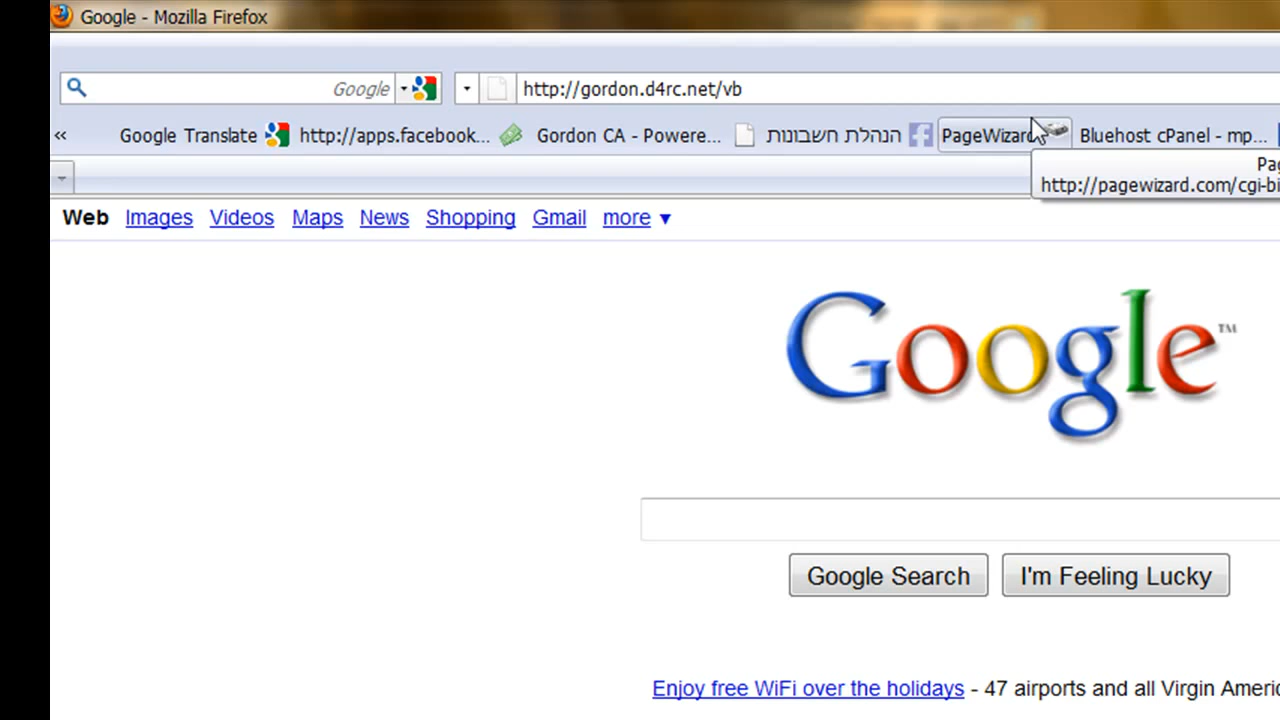 Google - Mozilla Firefox
Google http://gordon.d4rc.net/vb
« Google Translate http://apps.facebook... Gordon CA - Powere... הנהלת חשבונות PageWizard Bluehost cPanel - mp...
http://pagewizard.com/cgi-bi
Web Images Videos Maps News Shopping Gmail more ▼
Google™
Google Search I'm Feeling Lucky
Enjoy free WiFi over the holidays - 47 airports and all Virgin Americ